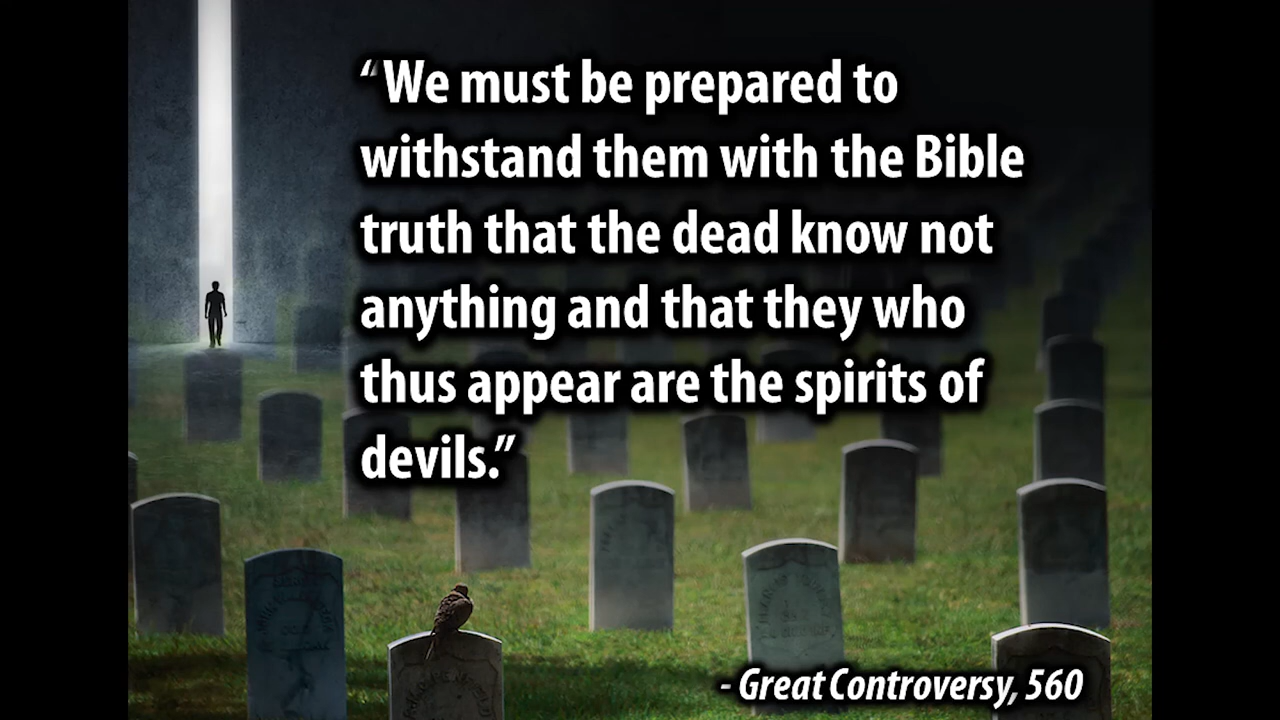 “We must be prepared to
withstand them with the Bible
truth that the dead know not
anything and that they who
thus appear are the spirits of
devils.”
- Great Controversy, 560